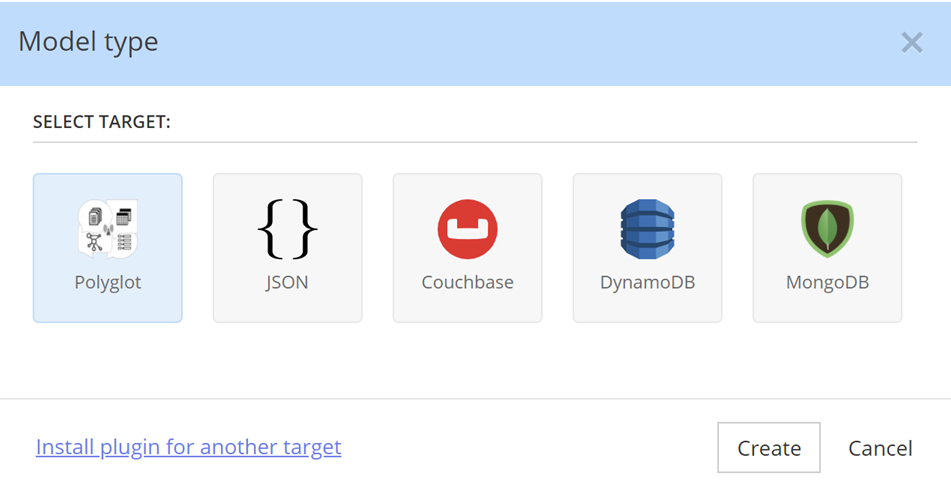 Model type
SELECT TARGET:
Polyglot
JSON
Couchbase
DynamoDB
MongoDB
Install plugin for another target
Create
Cancel